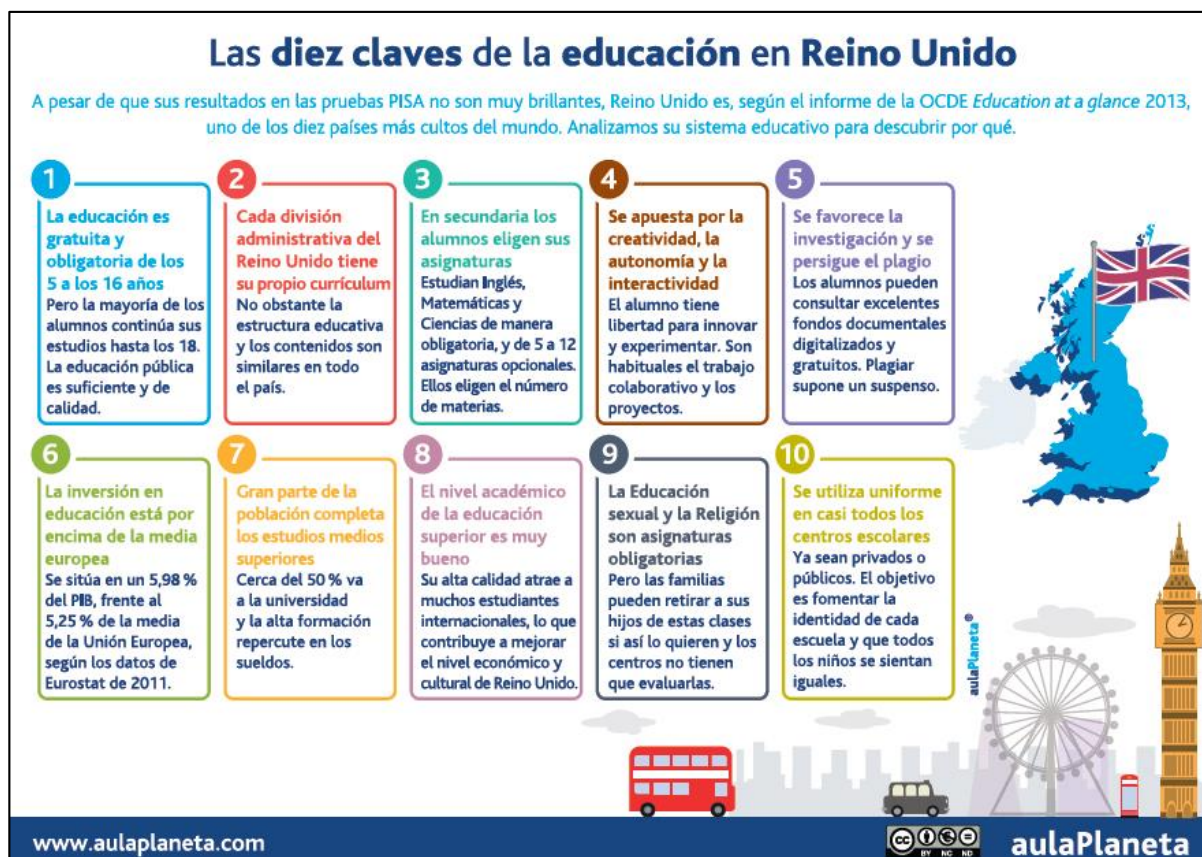 Las diez claves de la educación en Reino Unido
A pesar de que sus resultados en las pruebas PISA no son muy brillantes, Reino Unido es, según el informe de la OCDE Education at a glance 2013,
uno de los diez países más cultos del mundo. Analizamos su sistema educativo para descubrir por qué.
1
La educación es
gratuita y
obligatoria de los
5 a los 16 años
Pero la mayoría de los
alumnos continúa sus
estudios hasta los 18.
La educación pública
es suficiente y de
calidad.
2
Cada división
administrativa del
Reino Unido tiene
su propio currículum
No obstante la
estructura educativa
y los contenidos son
similares en todo
el país.
3
En secundaria los
alumnos eligen sus
asignaturas
Estudian Inglés,
Matemáticas y
Ciencias de manera
obligatoria, y de 5 a 12
asignaturas opcionales.
Ellos eligen el número
de materias.
4
Se apuesta por la
creatividad, la
autonomía y la
interactividad
El alumno tiene
libertad para innovar
y experimentar. Son
habituales el trabajo
colaborativo y los
proyectos.
5
Se favorece la
investigación y se
persigue el plagio
Los alumnos pueden
consultar excelentes
fondos documentales
digitalizados y
gratuitos. Plagiar
supone un suspenso.
6
La inversión en
educación está por
encima de la media
europea
Se sitúa en un 5,98 %
del PIB, frente al
5,25 % de la media
de la Unión Europea,
según los datos de
Eurostat de 2011.
7
Gran parte de la
población completa
los estudios medios
superiores
Cerca del 50 % va
a la universidad
y la alta formación
repercute en los
sueldos.
8
El nivel académico
de la educación
superior es muy
bueno
Su alta calidad atrae a
muchos estudiantes
internacionales, lo que
contribuye a mejorar
el nivel económico y
cultural de Reino Unido.
9
La Educación
sexual y la Religión
son asignaturas
obligatorias
Pero las familias
pueden retirar a sus
hijos de estas clases
si así lo quieren y los
centros no tienen
que evaluarlas.
10
Se utiliza uniforme
en casi todos los
centros escolares
Ya sean privados o
públicos. El objetivo
es fomentar la
identidad de cada
escuela y que todos
los niños se sientan
iguales.
aulaPlaneta®
www.aulaplaneta.com
cc
BY NC ND
aulaPlaneta